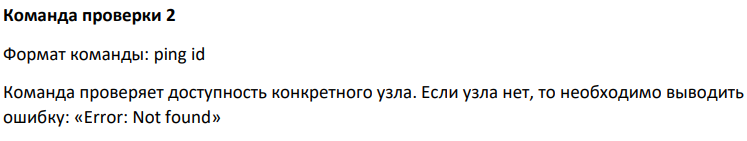 Команда проверки 2
Формат команды: ping id
Команда проверяет доступность конкретного узла. Если узла нет, то необходимо выводить
ошибку: «Error: Not found»